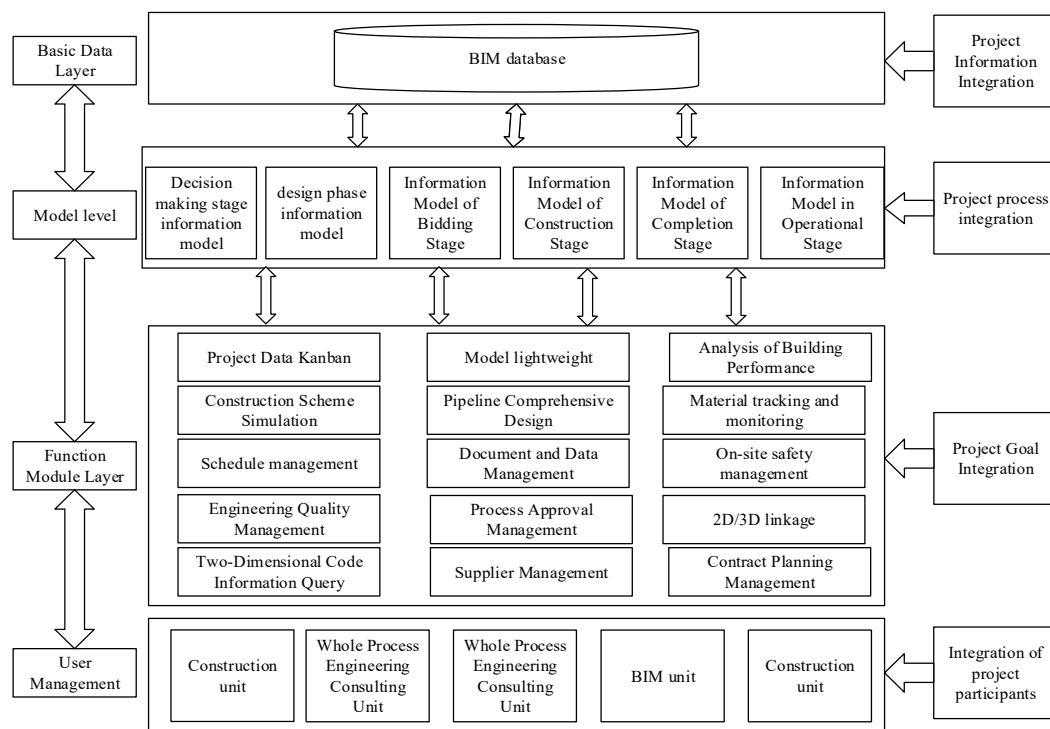 Basic Data
Layer
BIM database
Project
Information
Integration
Model level
Decision
making stage
information
model
design phase
information
model
Information
Model of
Bidding
Stage
Information
Model of
Construction
Stage
Information
Model of
Completion
Stage
Information
Model in
Operational
Stage
Project process
integration
Function
Module Layer
Project Data Kanban
Model lightweight
Analysis of Building
Performance
Construction Scheme
Simulation
Pipeline Comprehensive
Design
Material tracking and
monitoring
Schedule management
Document and Data
Management
On-site safety
management
Engineering Quality
Management
Process Approval
Management
2D/3D linkage
Two-Dimensional Code
Information Query
Supplier Management
Contract Planning
Management
Project Goal
Integration
User
Management
Construction
unit
Whole Process
Engineering
Consulting
Unit
Whole Process
Engineering
Consulting
Unit
BIM unit
Construction
unit
Integration of
project
participants